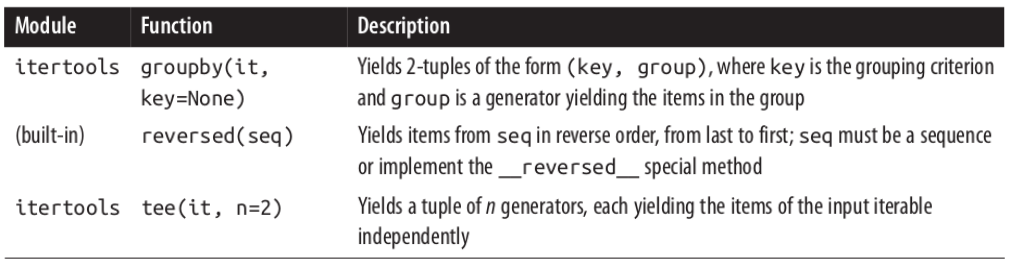 Module Function Description
itertools groupby(it, Yields 2-tuples of the form (key, group), where key is the grouping criterion
key=None) and group is a generator yielding the items in the group
(built-in) reversed(seq) Yields items from seq in reverse order, from last to first; seq must be a sequence
or implement the __reversed__ special method
itertools tee(it, n=2) Yields a tuple of n generators, each yielding the items of the input iterable
independently